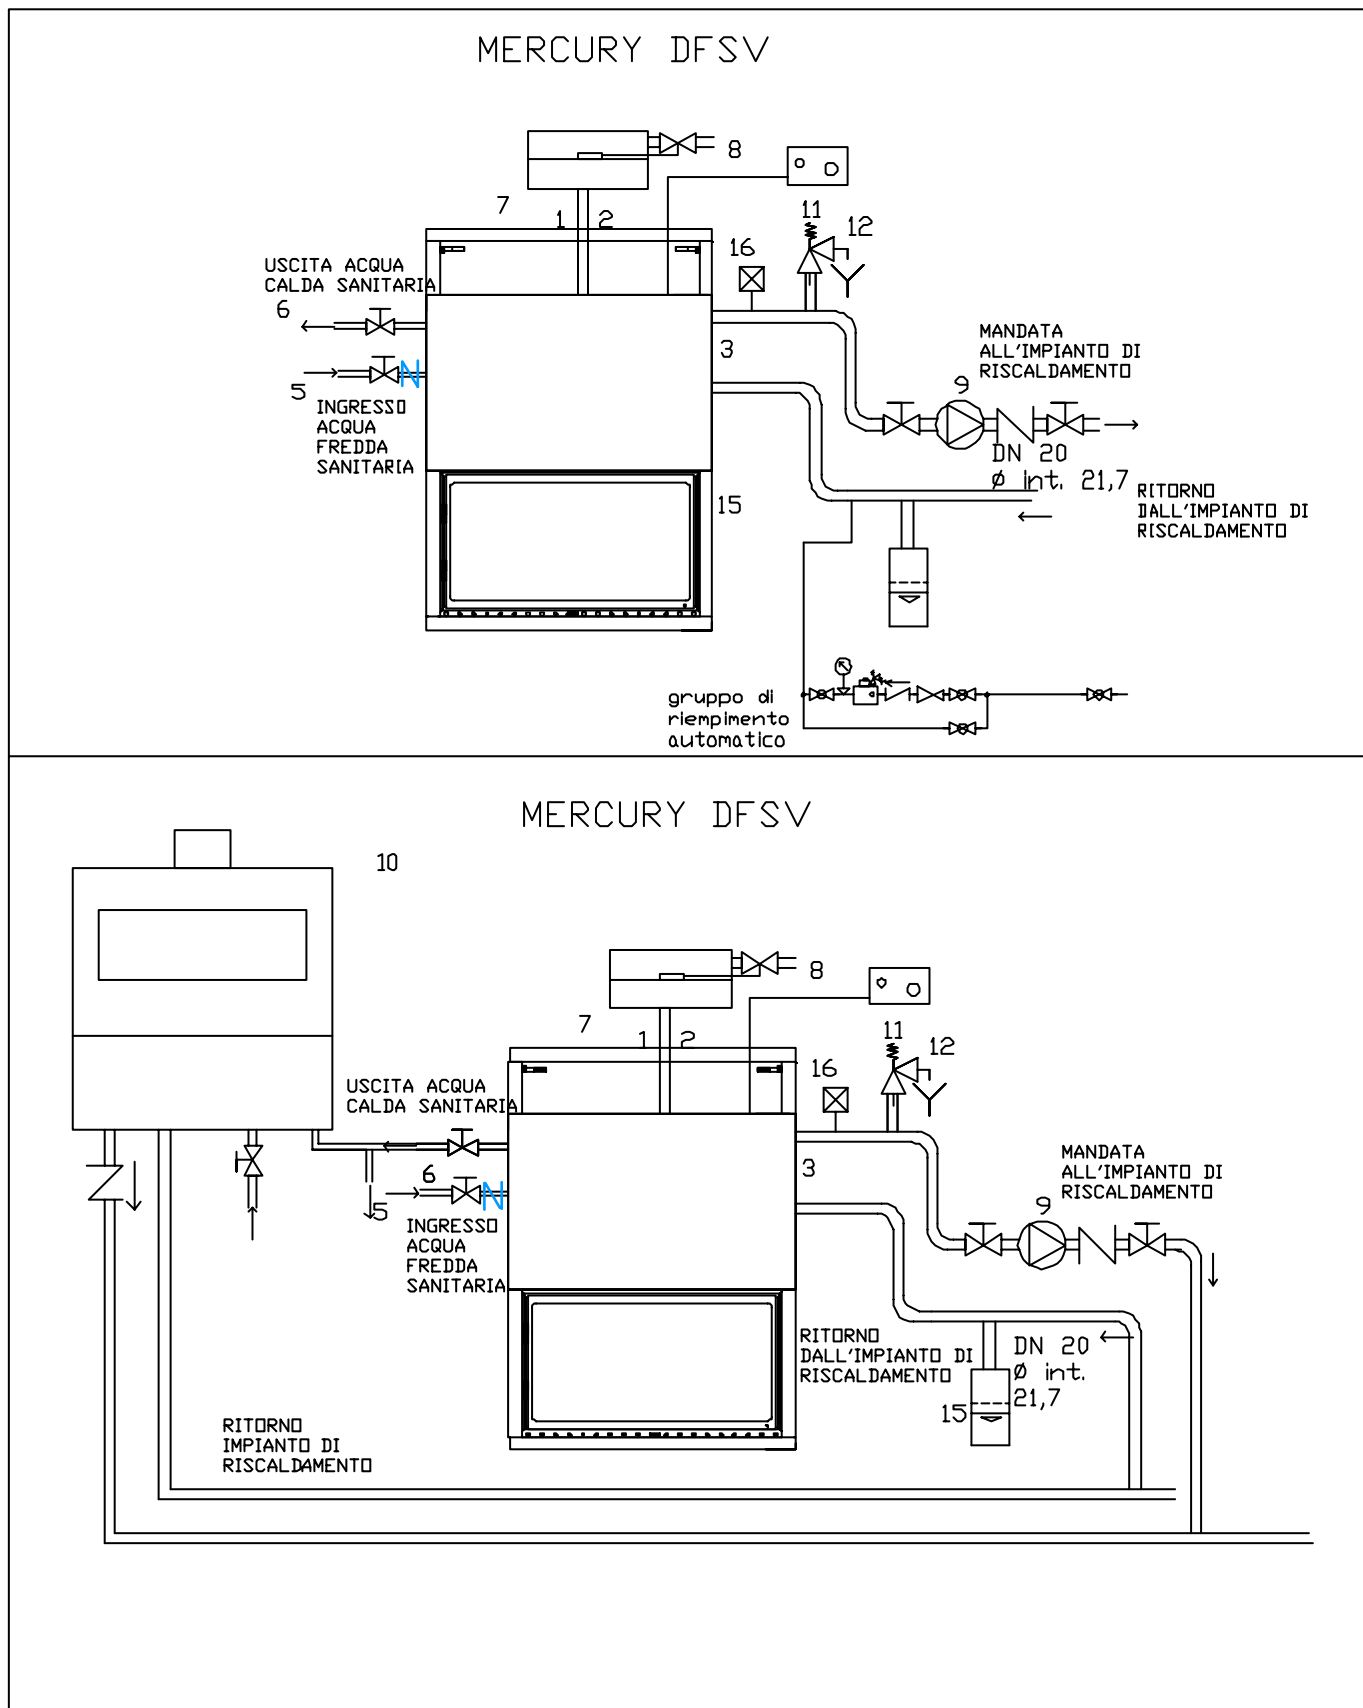 MERCURY DFSV
8
7
1 2
11
12
16
USCITA ACQUA
CALDA SANITARIA
6
3
5
INGRESSO
ACQUA
FREDDA
SANITARIA
MANDATA
ALL'IMPIANTO DI
RISCALDAMENTO
9
DN 20
Ø int. 21,7
15
RITORNO
DALL'IMPIANTO DI
RISCALDAMENTO
gruppo di
riempimento
automatico
MERCURY DFSV
10
8
7
1 2
11
12
16
USCITA ACQUA
CALDA SANITARIA
3
6
5
INGRESSO
ACQUA
FREDDA
SANITARIA
MANDATA
ALL'IMPIANTO DI
RISCALDAMENTO
9
RITORNO
DALL'IMPIANTO DI
RISCALDAMENTO
DN 20
Ø int.
21,7
15
RITORNO
IMPIANTO DI
RISCALDAMENTO